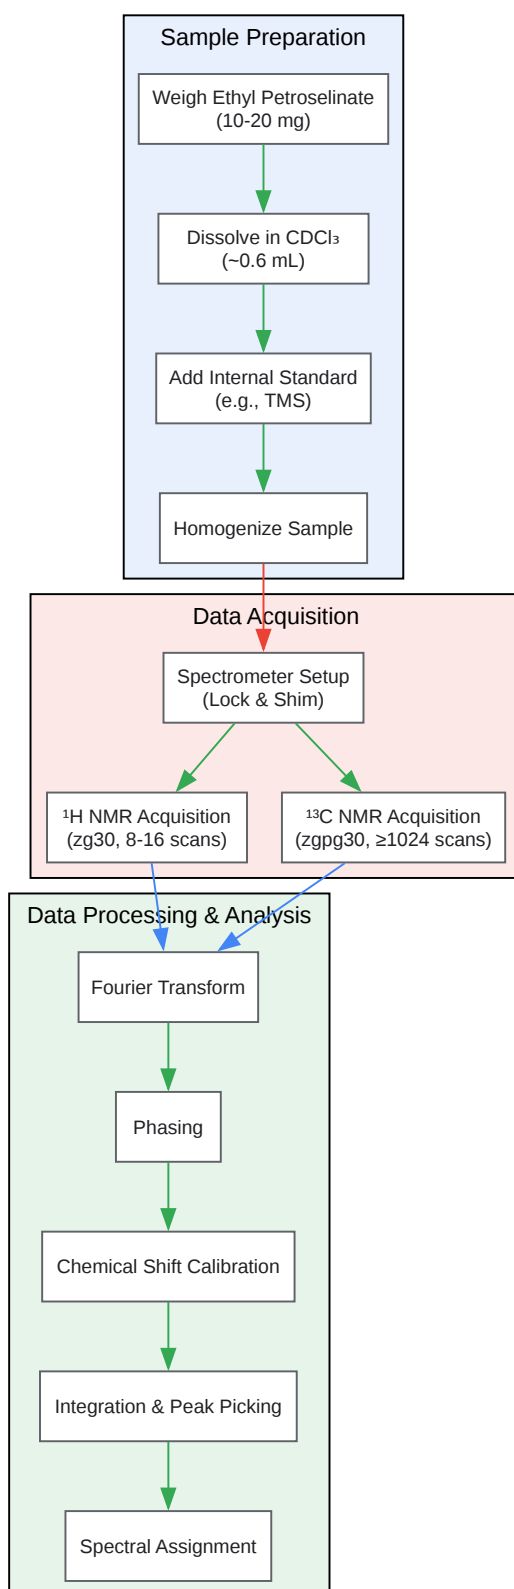 Sample Preparation
Weigh Ethyl Petroselinate
(10-20 mg)
Dissolve in CDCl₃
(~0.6 mL)
Add Internal Standard
(e.g., TMS)
Homogenize Sample
Data Acquisition
Spectrometer Setup
(Lock & Shim)
¹H NMR Acquisition
(zg30, 8-16 scans)
¹³C NMR Acquisition
(zgpg30, ≥1024 scans)
Data Processing & Analysis
Fourier Transform
Phasing
Chemical Shift Calibration
Integration & Peak Picking
Spectral Assignment